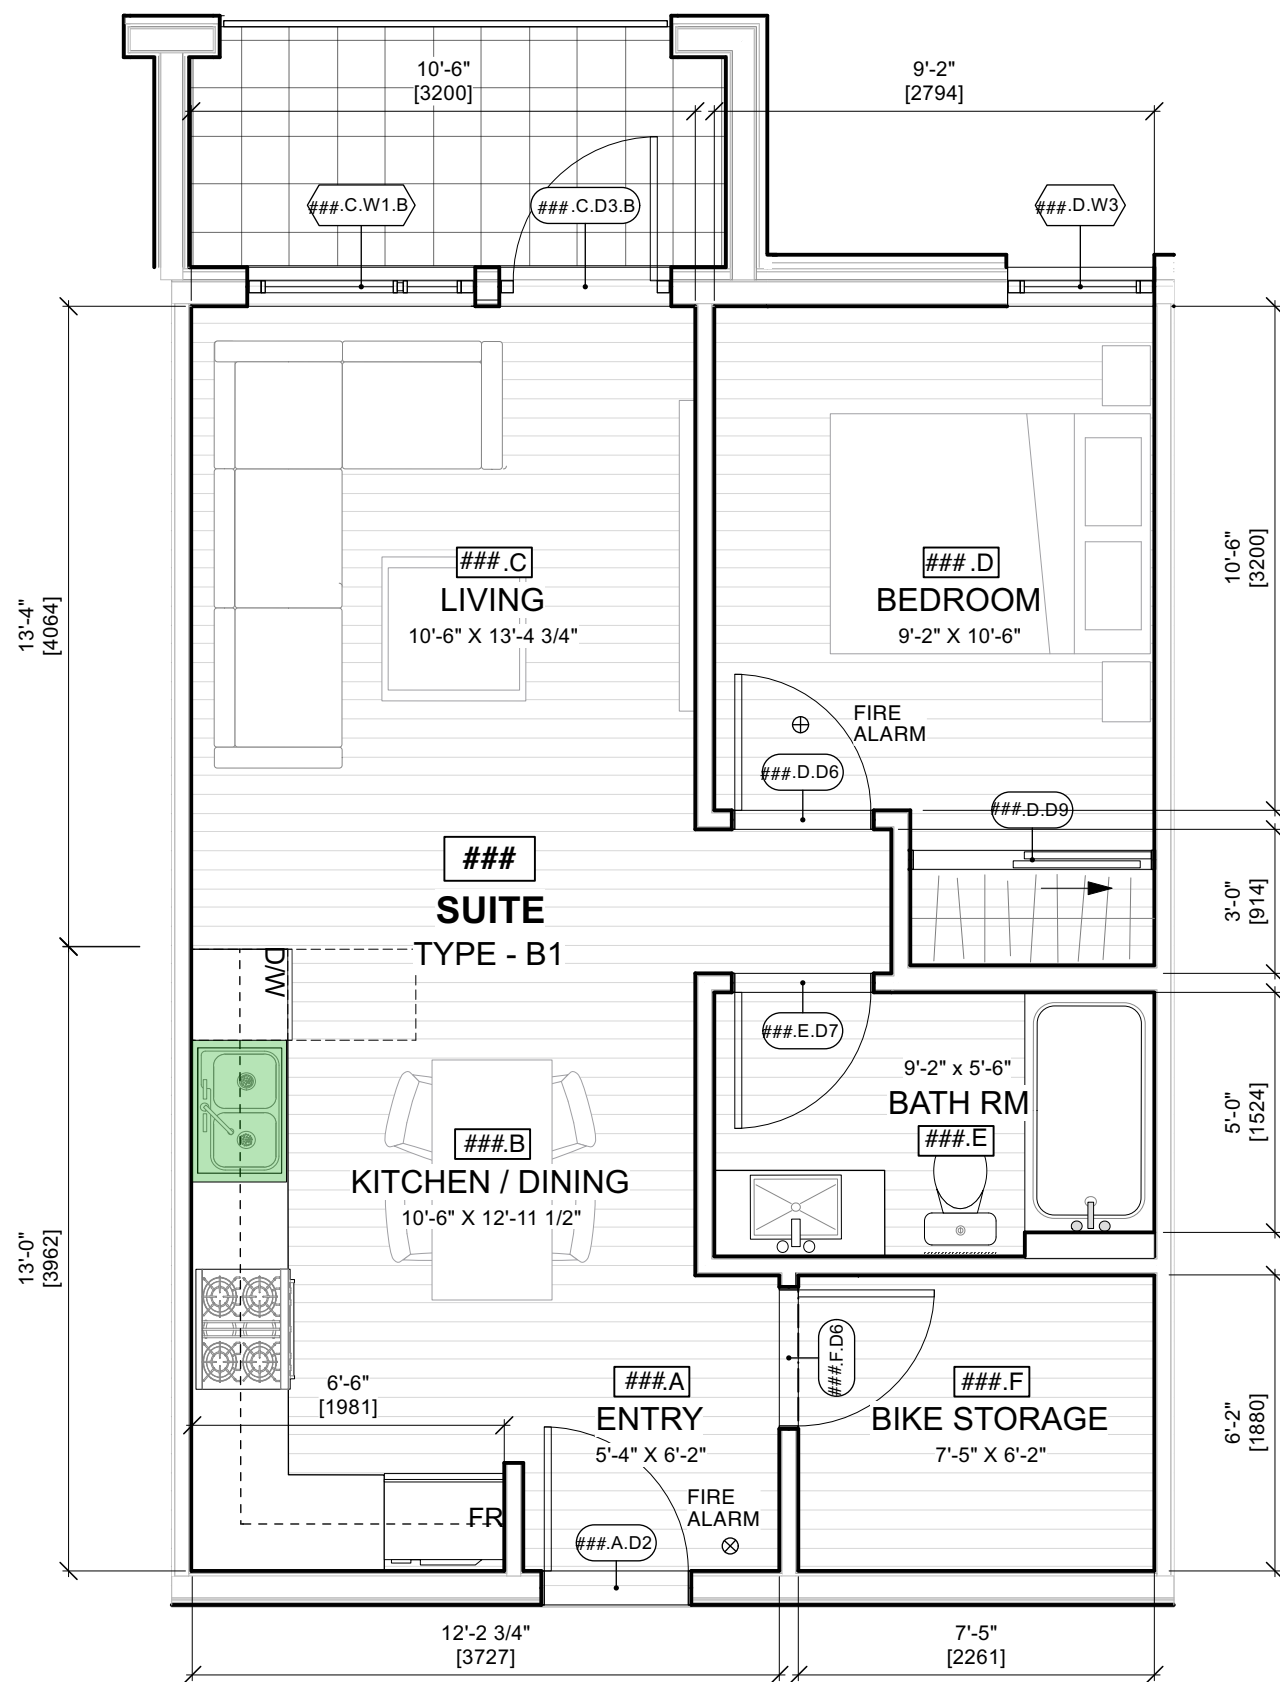 10'-6"
[3200]
9'-2"
[2794]
###.C.W1.B
###.C.D3.B
###.D.W3
13'-4"
[4064]
10'-6"
[3200]
###.C
LIVING
10'-6" X 13'-4 3/4"
###.D
BEDROOM
9'-2" X 10'-6"
FIRE
ALARM
###.D.D6
###.D.D9
###
SUITE
TYPE - B1
3'-0"
[914]
D/W
###.E.D7
9'-2" x 5'-6"
BATH RM
###.E
5'-0"
[1524]
###.B
KITCHEN / DINING
10'-6" X 12'-11 1/2"
13'-0"
[3962]
6'-6"
[1981]
###.A
ENTRY
5'-4" X 6'-2"
###.F.D6
###.F
BIKE STORAGE
7'-5" X 6'-2"
6'-2"
[1880]
FR
FIRE
ALARM
###.A.D2
12'-2 3/4"
[3727]
7'-5"
[2261]